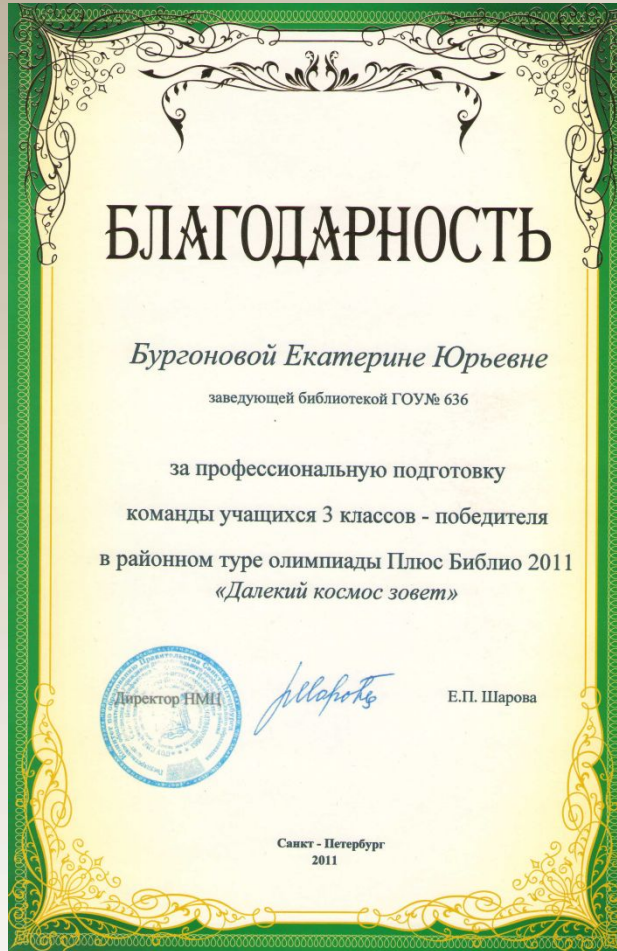 БЛАГОДАРНОСТЬ
Бургоновой Екатерине Юрьевне
заведующей библиотекой ГОУ№ 636
за профессиональную подготовку
команды учащихся 3 классов - победителя
в районном туре олимпиады Плюс Библио 2011
«Далекий космос зовет»
Директор НМЦ
Е.П. Шарова
Санкт - Петербург
2011